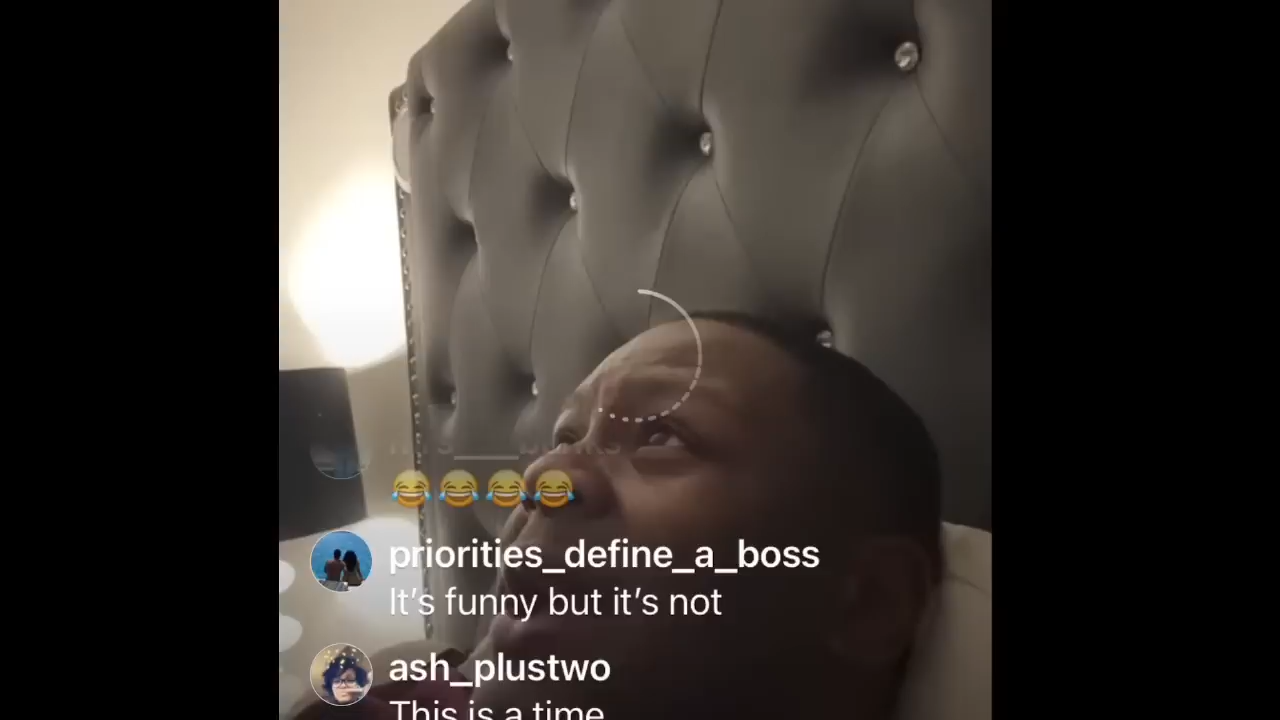 😂😂😂😂
priorities_define_a_boss
It's funny but it's not
ash_plustwo
This is a time